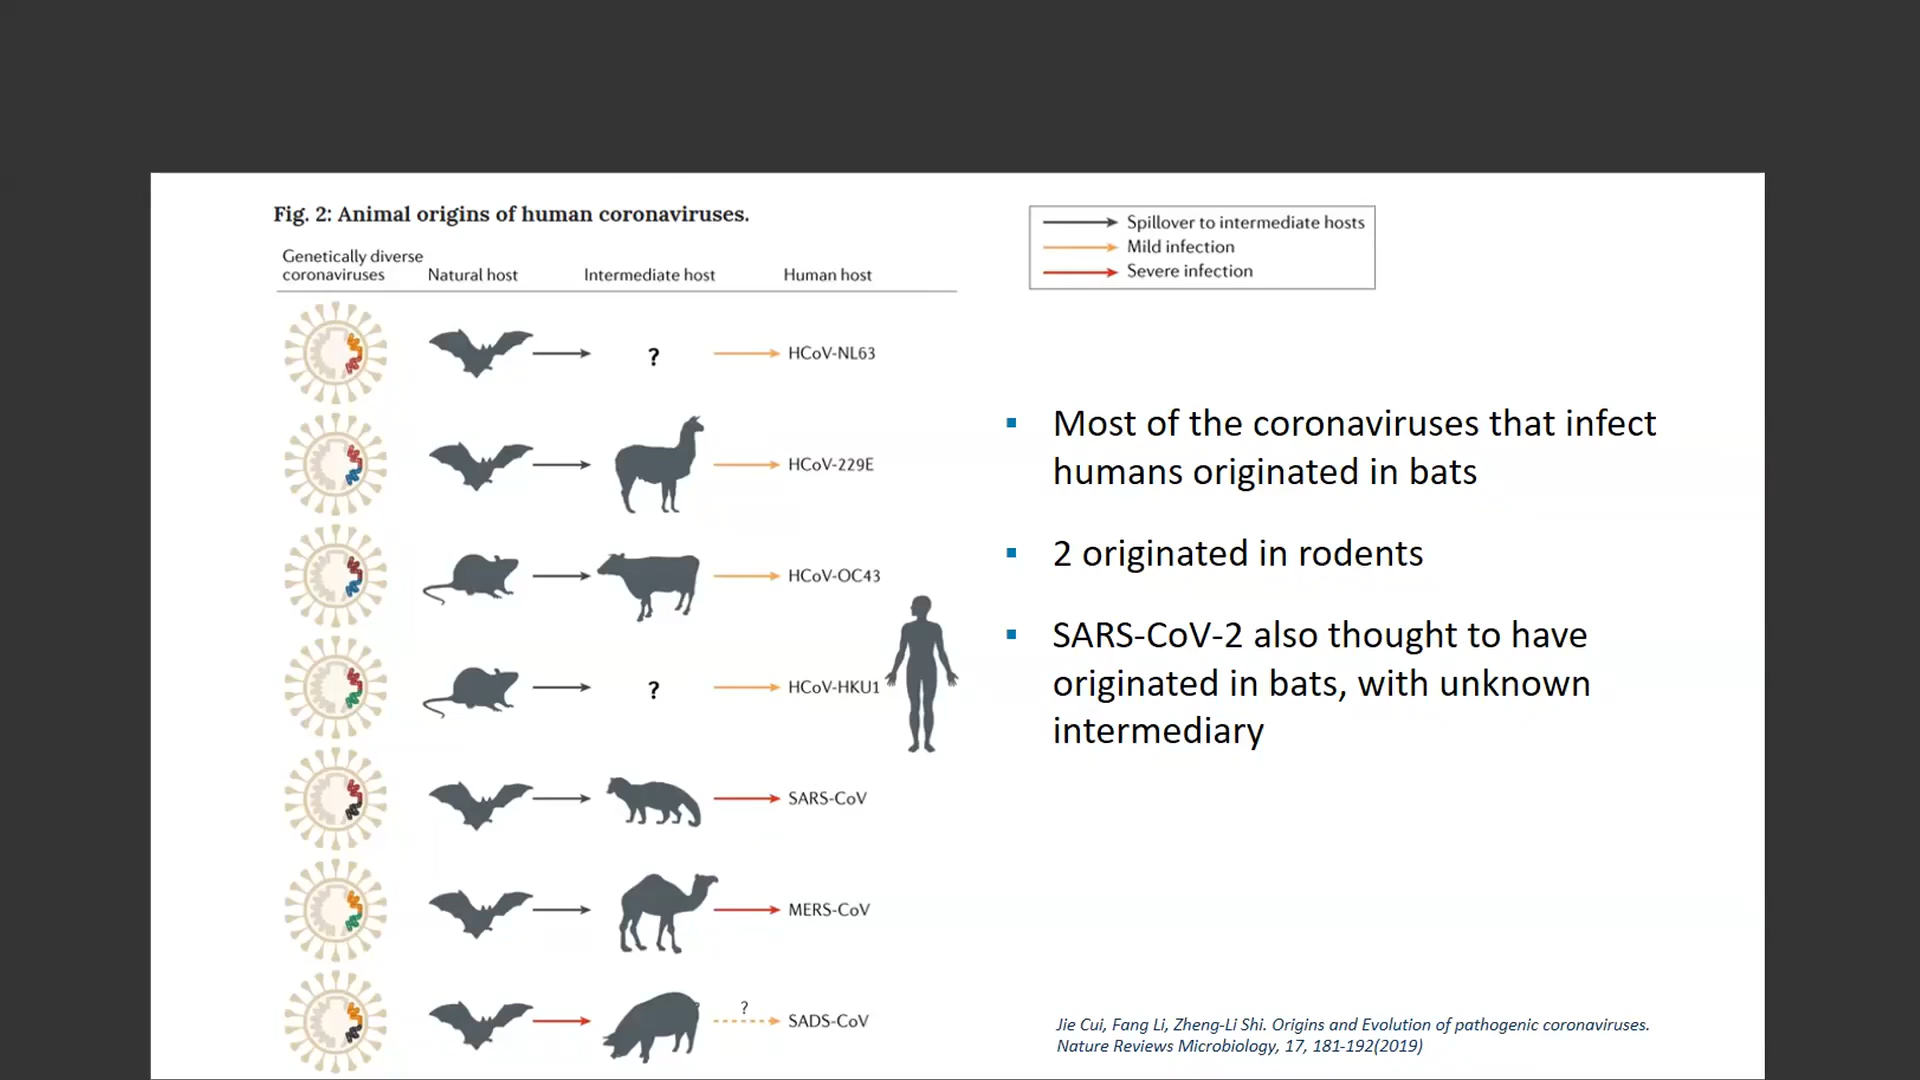 Fig. 2: Animal origins of human coronaviruses.
Genetically diverse
coronaviruses
Natural host
Intermediate host
Human host
? HCoV-NL63
HCoV-229E
HCoV-OC43
? HCoV-HKU1
SARS-CoV
MERS-CoV
? SADS-CoV
Spillover to intermediate hosts
Mild infection
Severe infection
▪ Most of the coronaviruses that infect
humans originated in bats
▪ 2 originated in rodents
▪ SARS-CoV-2 also thought to have
originated in bats, with unknown
intermediary
Jie Cui, Fang Li, Zheng-Li Shi. Origins and Evolution of pathogenic coronaviruses.
Nature Reviews Microbiology, 17, 181-192(2019)